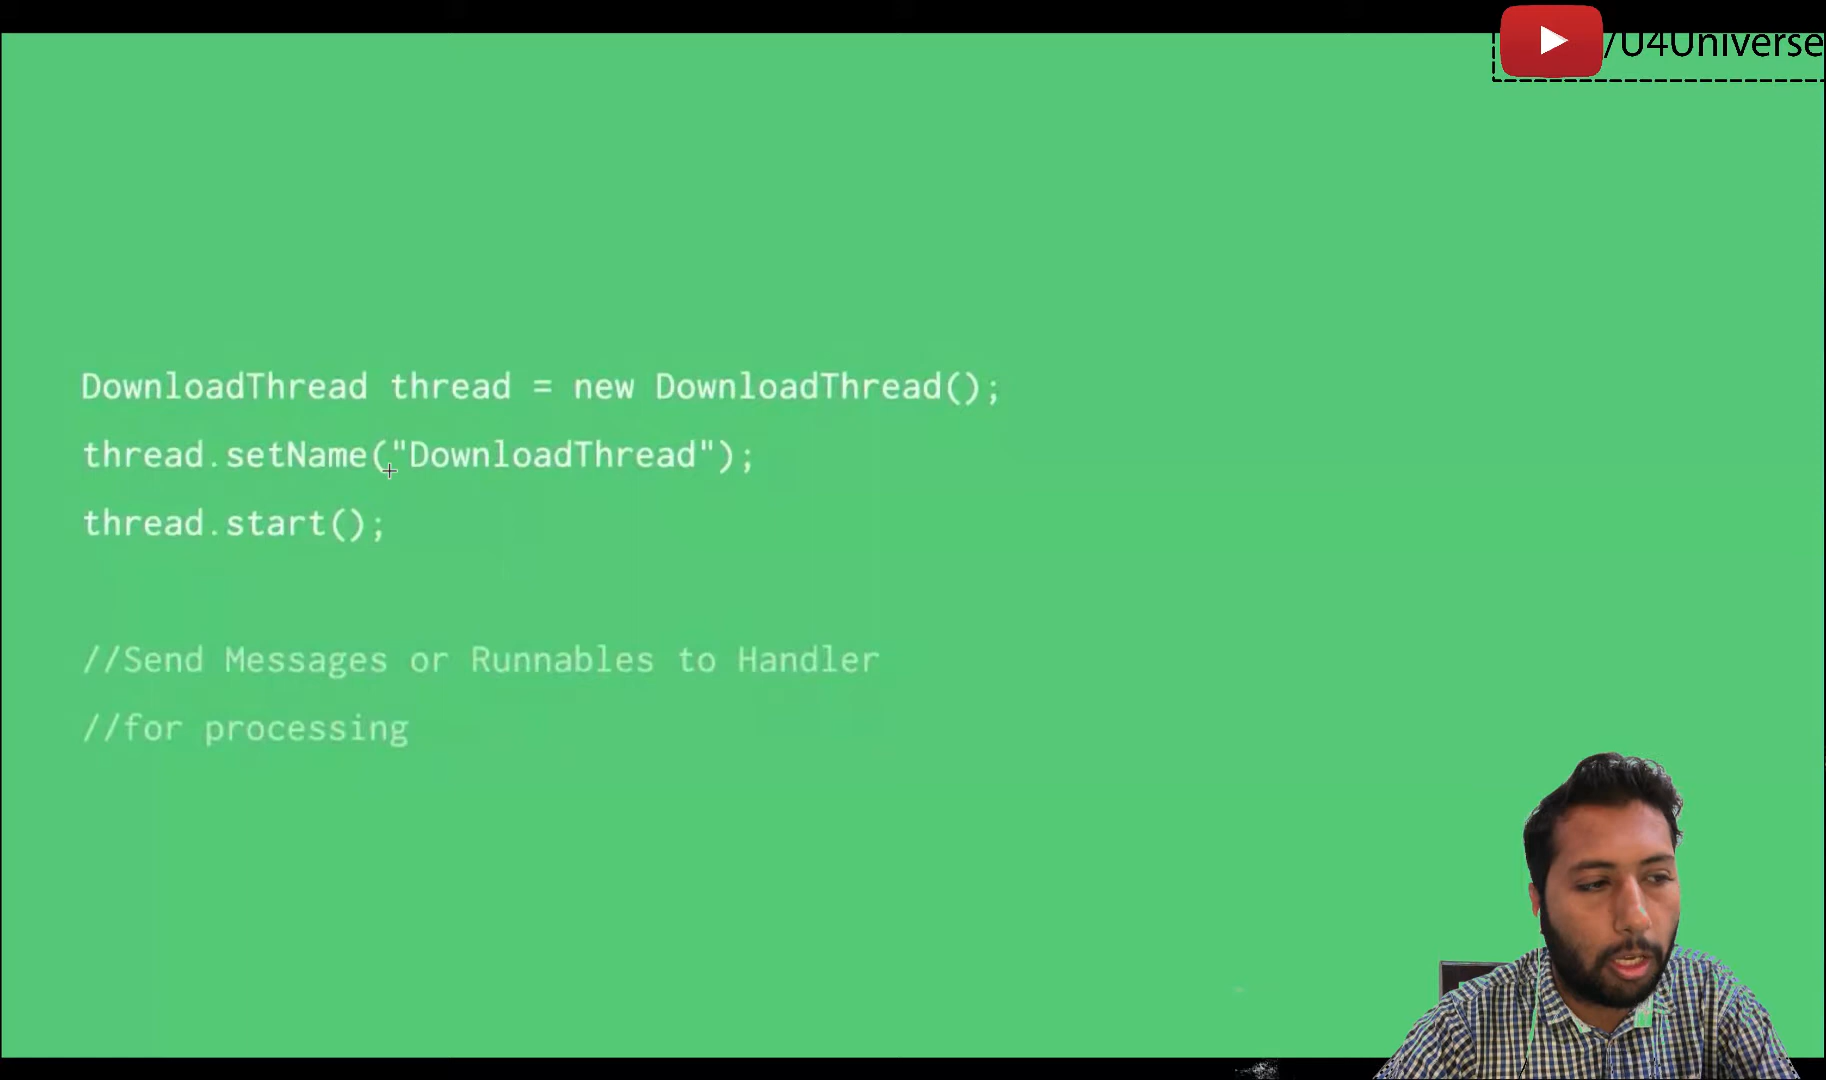 /U4Universe
DownloadThread thread = new DownloadThread();
thread.setName("DownloadThread");
thread.start();
//Send Messages or Runnables to Handler
//for processing